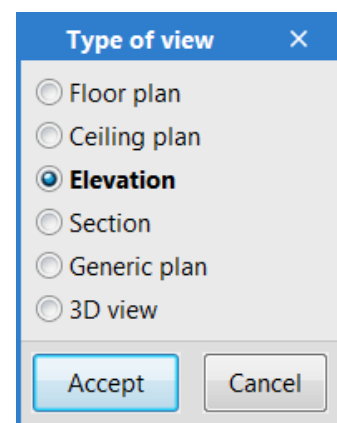 Type of view
Floor plan
Ceiling plan
Elevation
Section
Generic plan
3D view
Accept Cancel